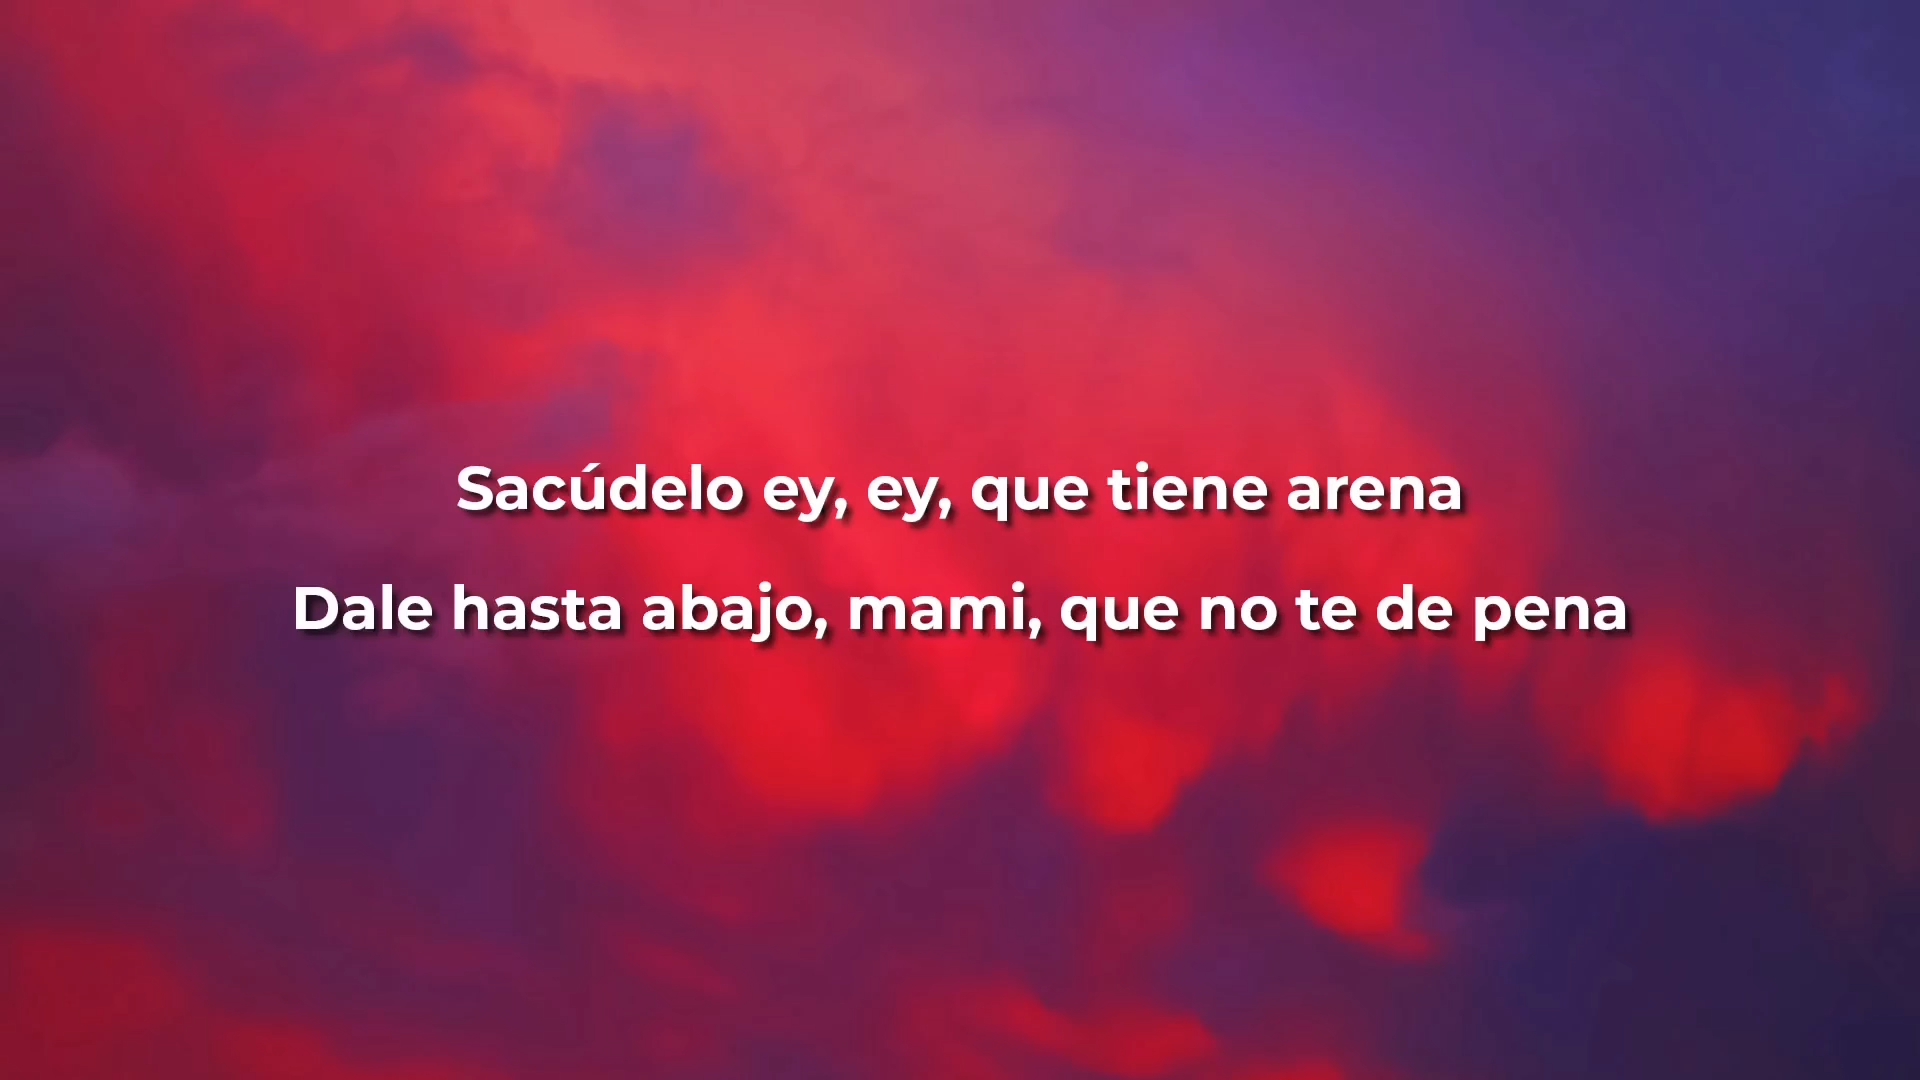 Sacúdelo ey, ey, que tiene arena
Dale hasta abajo, mami, que no te de pena